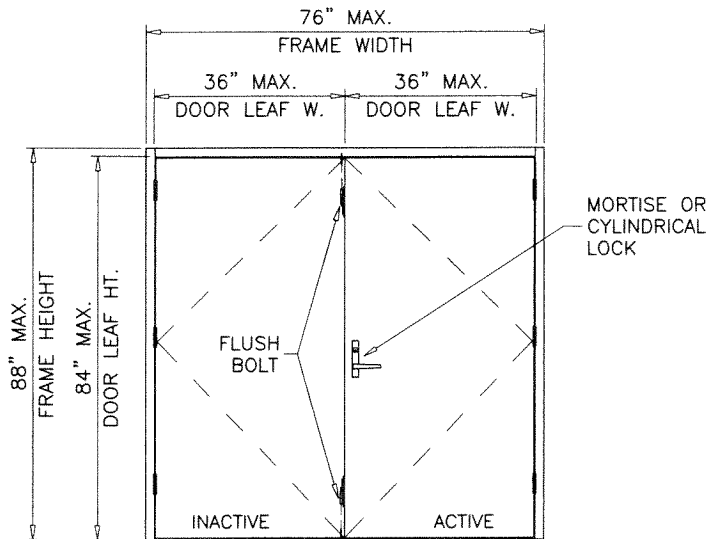 76” MAX.
FRAME WIDTH
36” MAX.
DOOR LEAF W.
36” MAX.
DOOR LEAF W.
MORTISE OR
CYLINDRICAL
LOCK
88” MAX.
FRAME HEIGHT
84” MAX.
DOOR LEAF HT.
FLUSH
BOLT
INACTIVE
ACTIVE